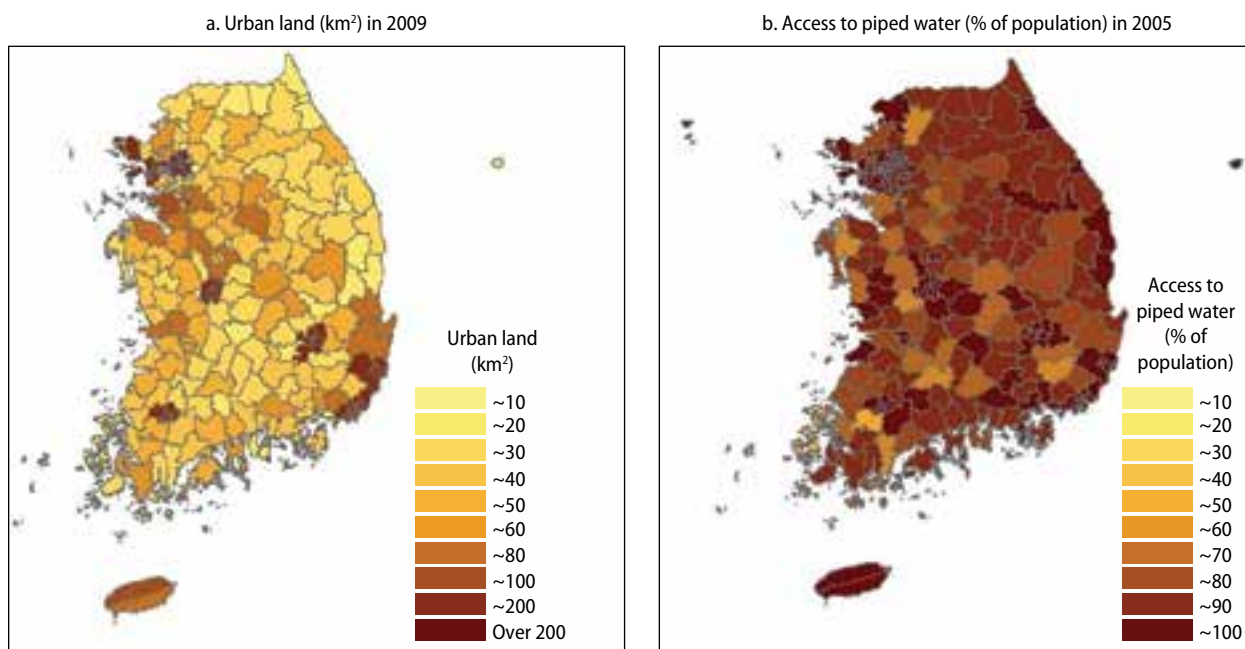 a. Urban land (km²) in 2009
Urban land
(km²)
~10
~20
~30
~40
~50
~60
~80
~100
~200
Over 200
b. Access to piped water (% of population) in 2005
Access to
piped water
(% of
population)
~10
~20
~30
~40
~50
~60
~70
~80
~90
~100